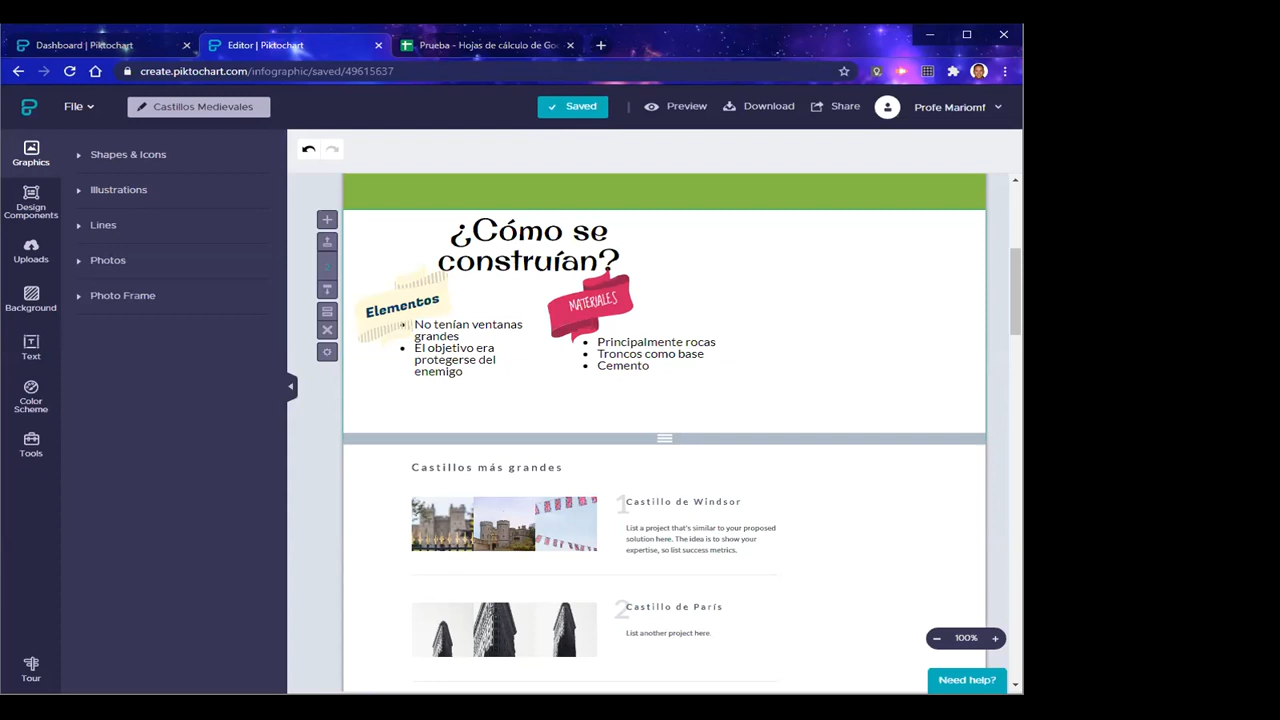 Dashboard | Piktochart
Editor | Piktochart
Prueba - Hojas de cálculo de Go
create.piktochart.com/infographic/saved/49615637
File
Castillos Medievales
Saved
Preview
Download
Share
Profe Mariomf
Graphics
Design
Components
Uploads
Background
Text
Color
Scheme
Tools
Tour
Shapes & Icons
Illustrations
Lines
Photos
Photo Frame
2
¿Cómo se
construían?
Elementos
• No tenían ventanas
grandes
• El objetivo era
protegerse del
enemigo
MATERIALES
• Principalmente rocas
• Troncos como base
• Cemento
Castillos más grandes
1
Castillo de Windsor
List a project that's similar to your proposed
solution here. The idea is to show your
expertise, so list success metrics.
2
Castillo de París
List another project here.
100%
Need help?